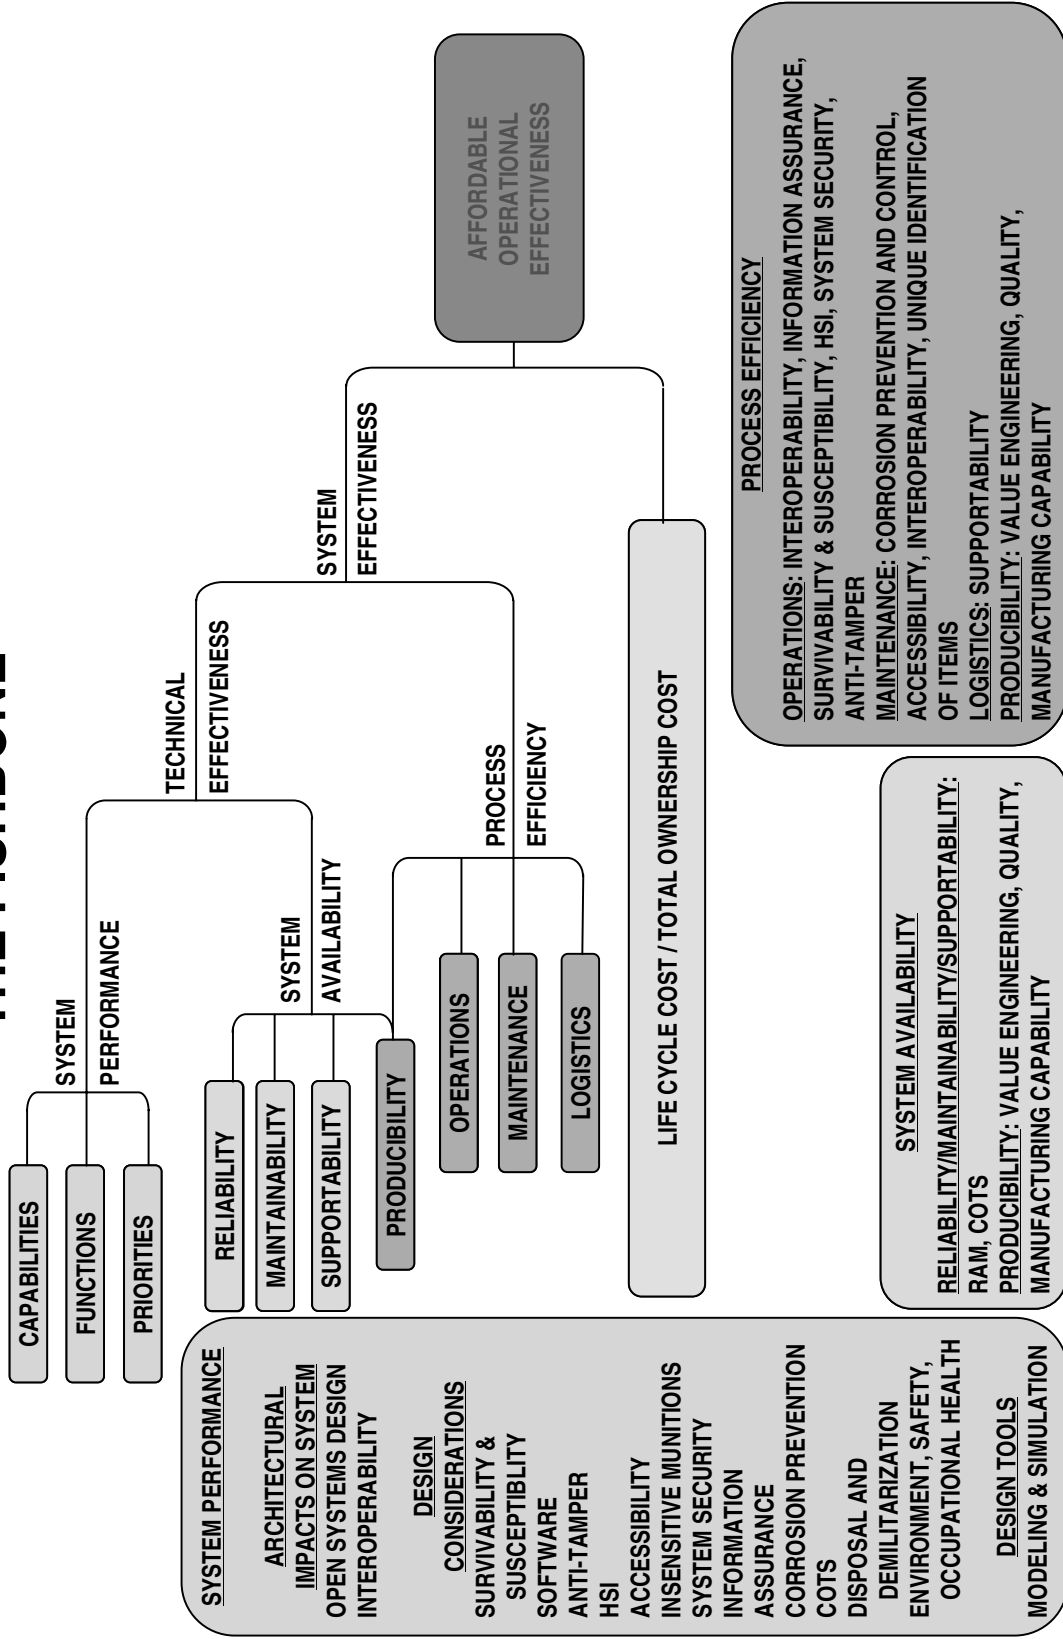 THE FISHBONE
CAPABILITIES
FUNCTIONS
PRIORITIES
SYSTEM
PERFORMANCE
RELIABILITY
MAINTAINABILITY
SUPPORTABILITY
PRODUCIBILITY
SYSTEM
AVAILABILITY
TECHNICAL
EFFECTIVENESS
OPERATIONS
MAINTENANCE
LOGISTICS
PROCESS
EFFICIENCY
SYSTEM
EFFECTIVENESS
LIFE CYCLE COST / TOTAL OWNERSHIP COST
AFFORDABLE
OPERATIONAL
EFFECTIVENESS
SYSTEM PERFORMANCE
ARCHITECTURAL
IMPACTS ON SYSTEM
OPEN SYSTEMS DESIGN
INTEROPERABILITY
DESIGN
CONSIDERATIONS
SURVIVABILITY &
SUSCEPTIBLITY
SOFTWARE
ANTI-TAMPER
HSI
ACCESSIBILITY
INSENSITIVE MUNITIONS
SYSTEM SECURITY
INFORMATION
ASSURANCE
CORROSION PREVENTION
COTS
DISPOSAL AND
DEMILITARIZATION
ENVIRONMENT, SAFETY,
OCCUPATIONAL HEALTH
DESIGN TOOLS
MODELING & SIMULATION
SYSTEM AVAILABILITY
RELIABILITY/MAINTAINABILITY/SUPPORTABILITY:
RAM, COTS
PRODUCIBILITY: VALUE ENGINEERING, QUALITY,
MANUFACTURING CAPABILITY
PROCESS EFFICIENCY
OPERATIONS: INTEROPERABILITY, INFORMATION ASSURANCE,
SURVIVABILITY & SUSCEPTIBILITY, HSI, SYSTEM SECURITY,
ANTI-TAMPER
MAINTENANCE: CORROSION PREVENTION AND CONTROL,
ACCESSIBILITY, INTEROPERABILITY, UNIQUE IDENTIFICATION
OF ITEMS
LOGISTICS: SUPPORTABILITY
PRODUCIBILITY: VALUE ENGINEERING, QUALITY,
MANUFACTURING CAPABILITY